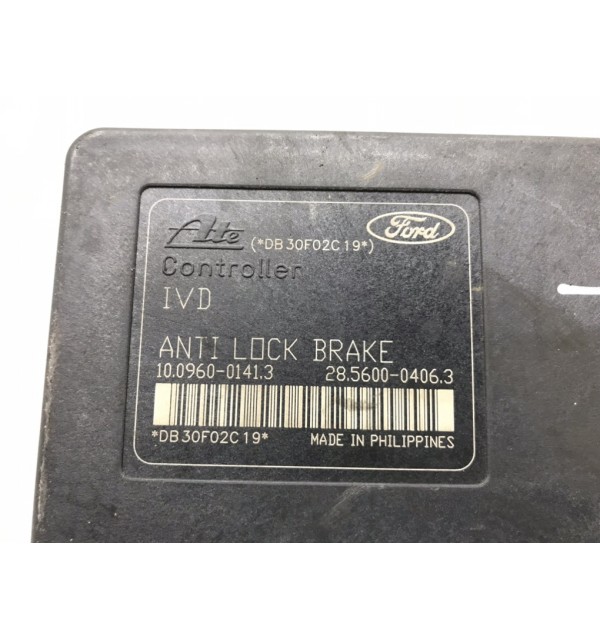 Ate (*DB30F02C19*) Ford
Controller
IVD
ANTI LOCK BRAKE
10.0960-0141.3 28.5600-0406.3
*DB30F02C19* MADE IN PHILIPPINES